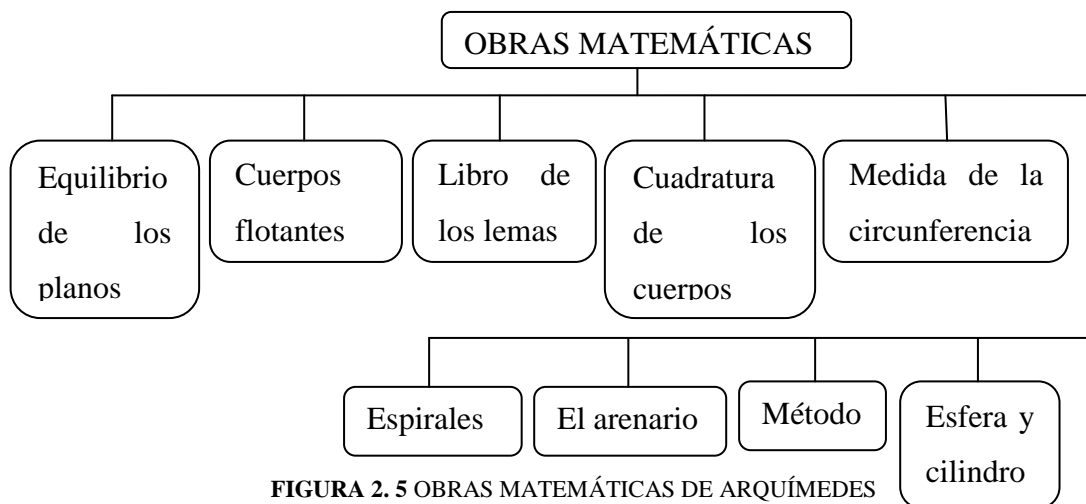 OBRAS MATEMÁTICAS
Equilibrio
de los
planos
Cuerpos
flotantes
Libro de
los lemas
Cuadratura
de los
cuerpos
Medida de la
circunferencia
Espirales
El arenario
Método
Esfera y
cilindro
FIGURA 2. 5 OBRAS MATEMÁTICAS DE ARQUÍMEDES